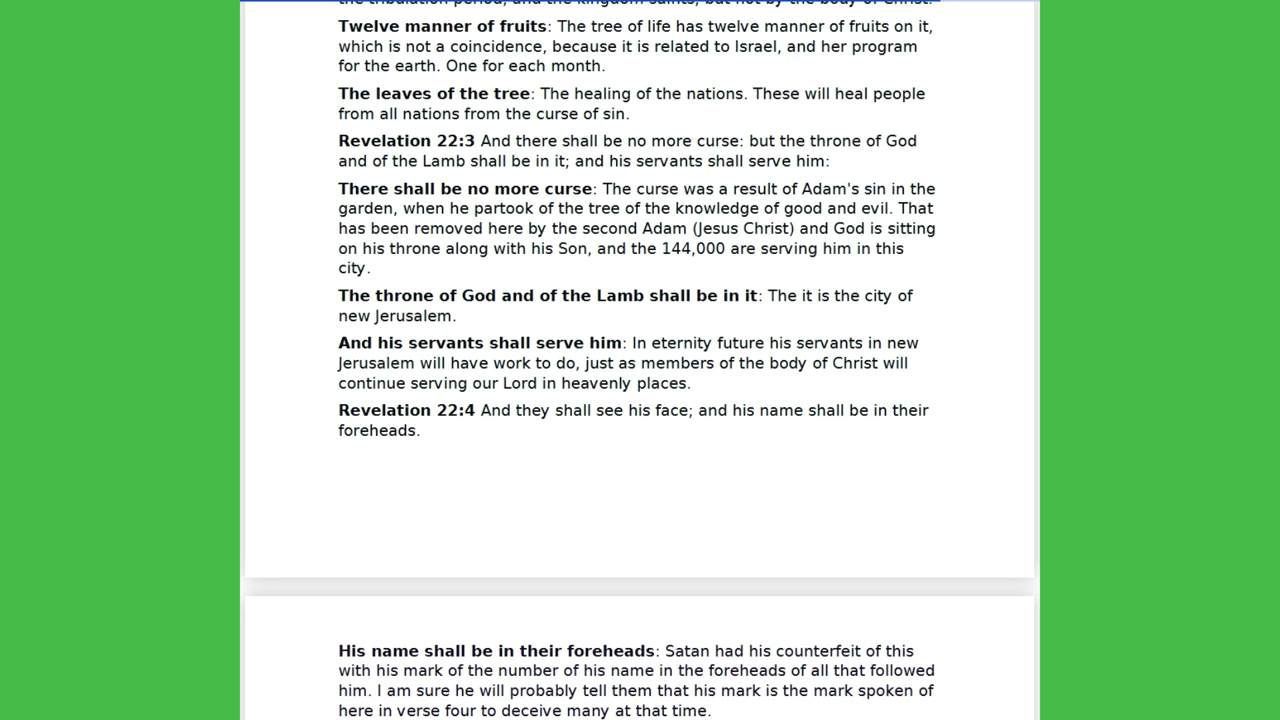 the tribulation period, and the kingdom saints, but not by the body of Christ.
Twelve manner of fruits: The tree of life has twelve manner of fruits on it,
which is not a coincidence, because it is related to Israel, and her program
for the earth. One for each month.
The leaves of the tree: The healing of the nations. These will heal people
from all nations from the curse of sin.
Revelation 22:3 And there shall be no more curse: but the throne of God
and of the Lamb shall be in it; and his servants shall serve him:
There shall be no more curse: The curse was a result of Adam's sin in the
garden, when he partook of the tree of the knowledge of good and evil. That
has been removed here by the second Adam (Jesus Christ) and God is sitting
on his throne along with his Son, and the 144,000 are serving him in this
city.
The throne of God and of the Lamb shall be in it: The it is the city of
new Jerusalem.
And his servants shall serve him: In eternity future his servants in new
Jerusalem will have work to do, just as members of the body of Christ will
continue serving our Lord in heavenly places.
Revelation 22:4 And they shall see his face; and his name shall be in their
foreheads.
His name shall be in their foreheads: Satan had his counterfeit of this
with his mark of the number of his name in the foreheads of all that followed
him. I am sure he will probably tell them that his mark is the mark spoken of
here in verse four to deceive many at that time.